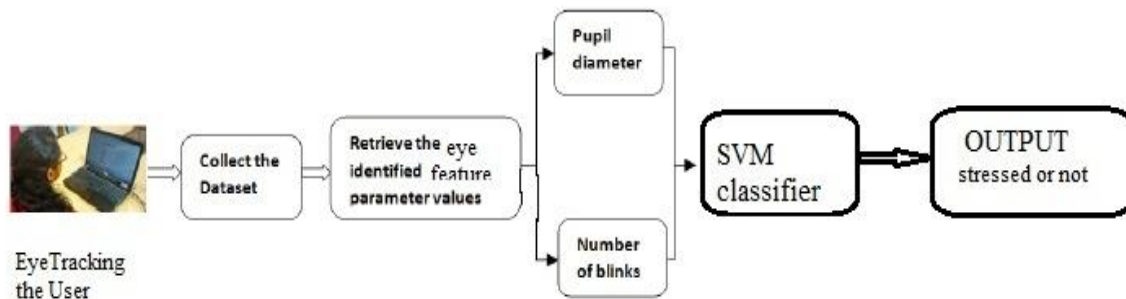 EyeTracking
the User
Collect the
Dataset
Retrieve the eye
identified feature
parameter values
Pupil
diameter
Number
of blinks
SVM
classifier
OUTPUT
stressed or not